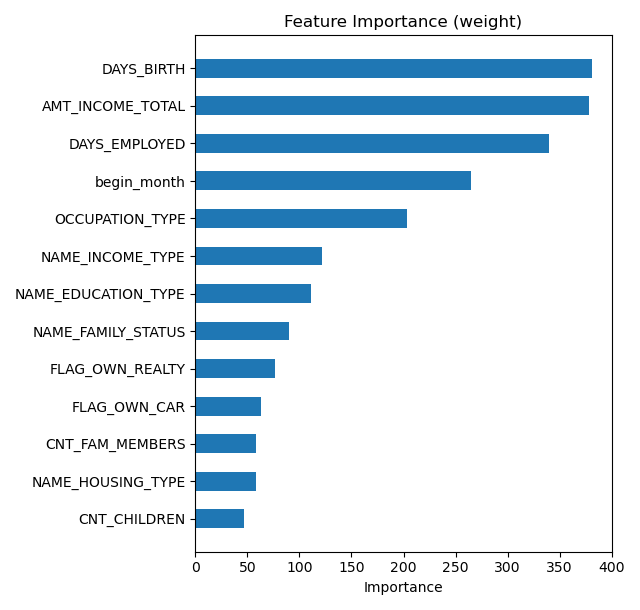 Feature Importance (weight)
DAYS_BIRTH
AMT_INCOME_TOTAL
DAYS_EMPLOYED
begin_month
OCCUPATION_TYPE
NAME_INCOME_TYPE
NAME_EDUCATION_TYPE
NAME_FAMILY_STATUS
FLAG_OWN_REALTY
FLAG_OWN_CAR
CNT_FAM_MEMBERS
NAME_HOUSING_TYPE
CNT_CHILDREN
0 50 100 150 200 250 300 350 400
Importance